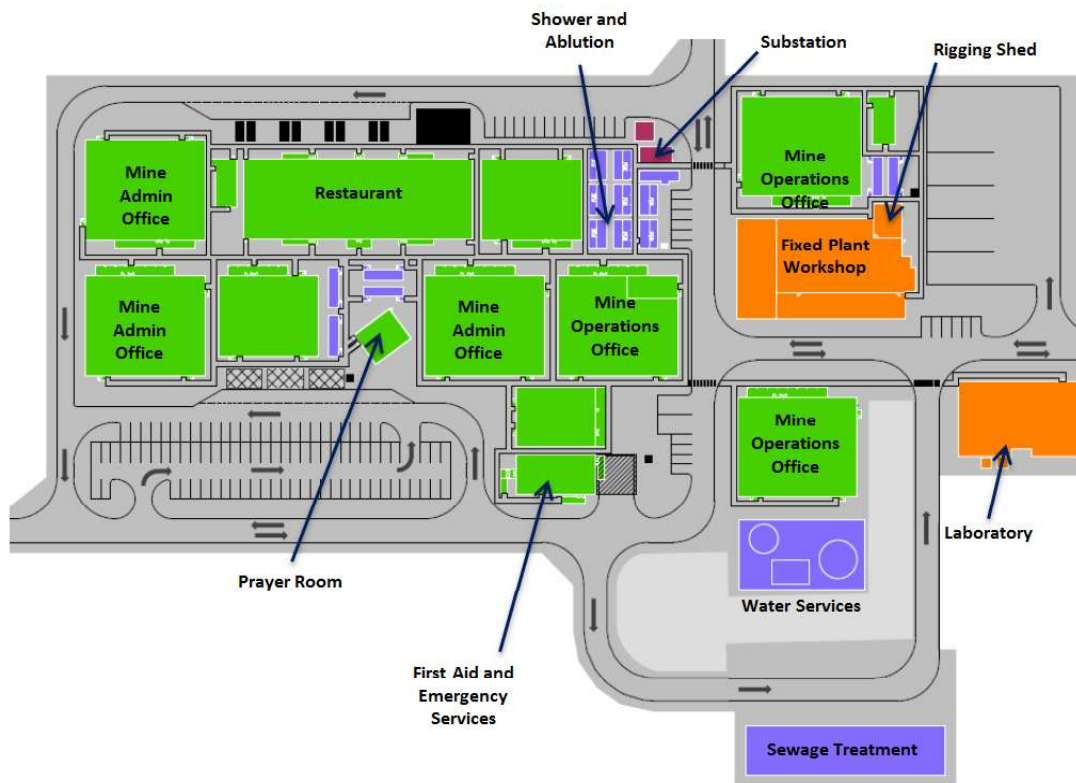 Shower and
Ablution
Substation
Rigging Shed
Mine
Admin
Office
Restaurant
Mine
Operations
Office
Fixed Plant
Workshop
Mine
Admin
Office
Mine
Admin
Office
Mine
Operations
Office
Mine
Operations
Office
Laboratory
Prayer Room
Water Services
First Aid and
Emergency
Services
Sewage Treatment